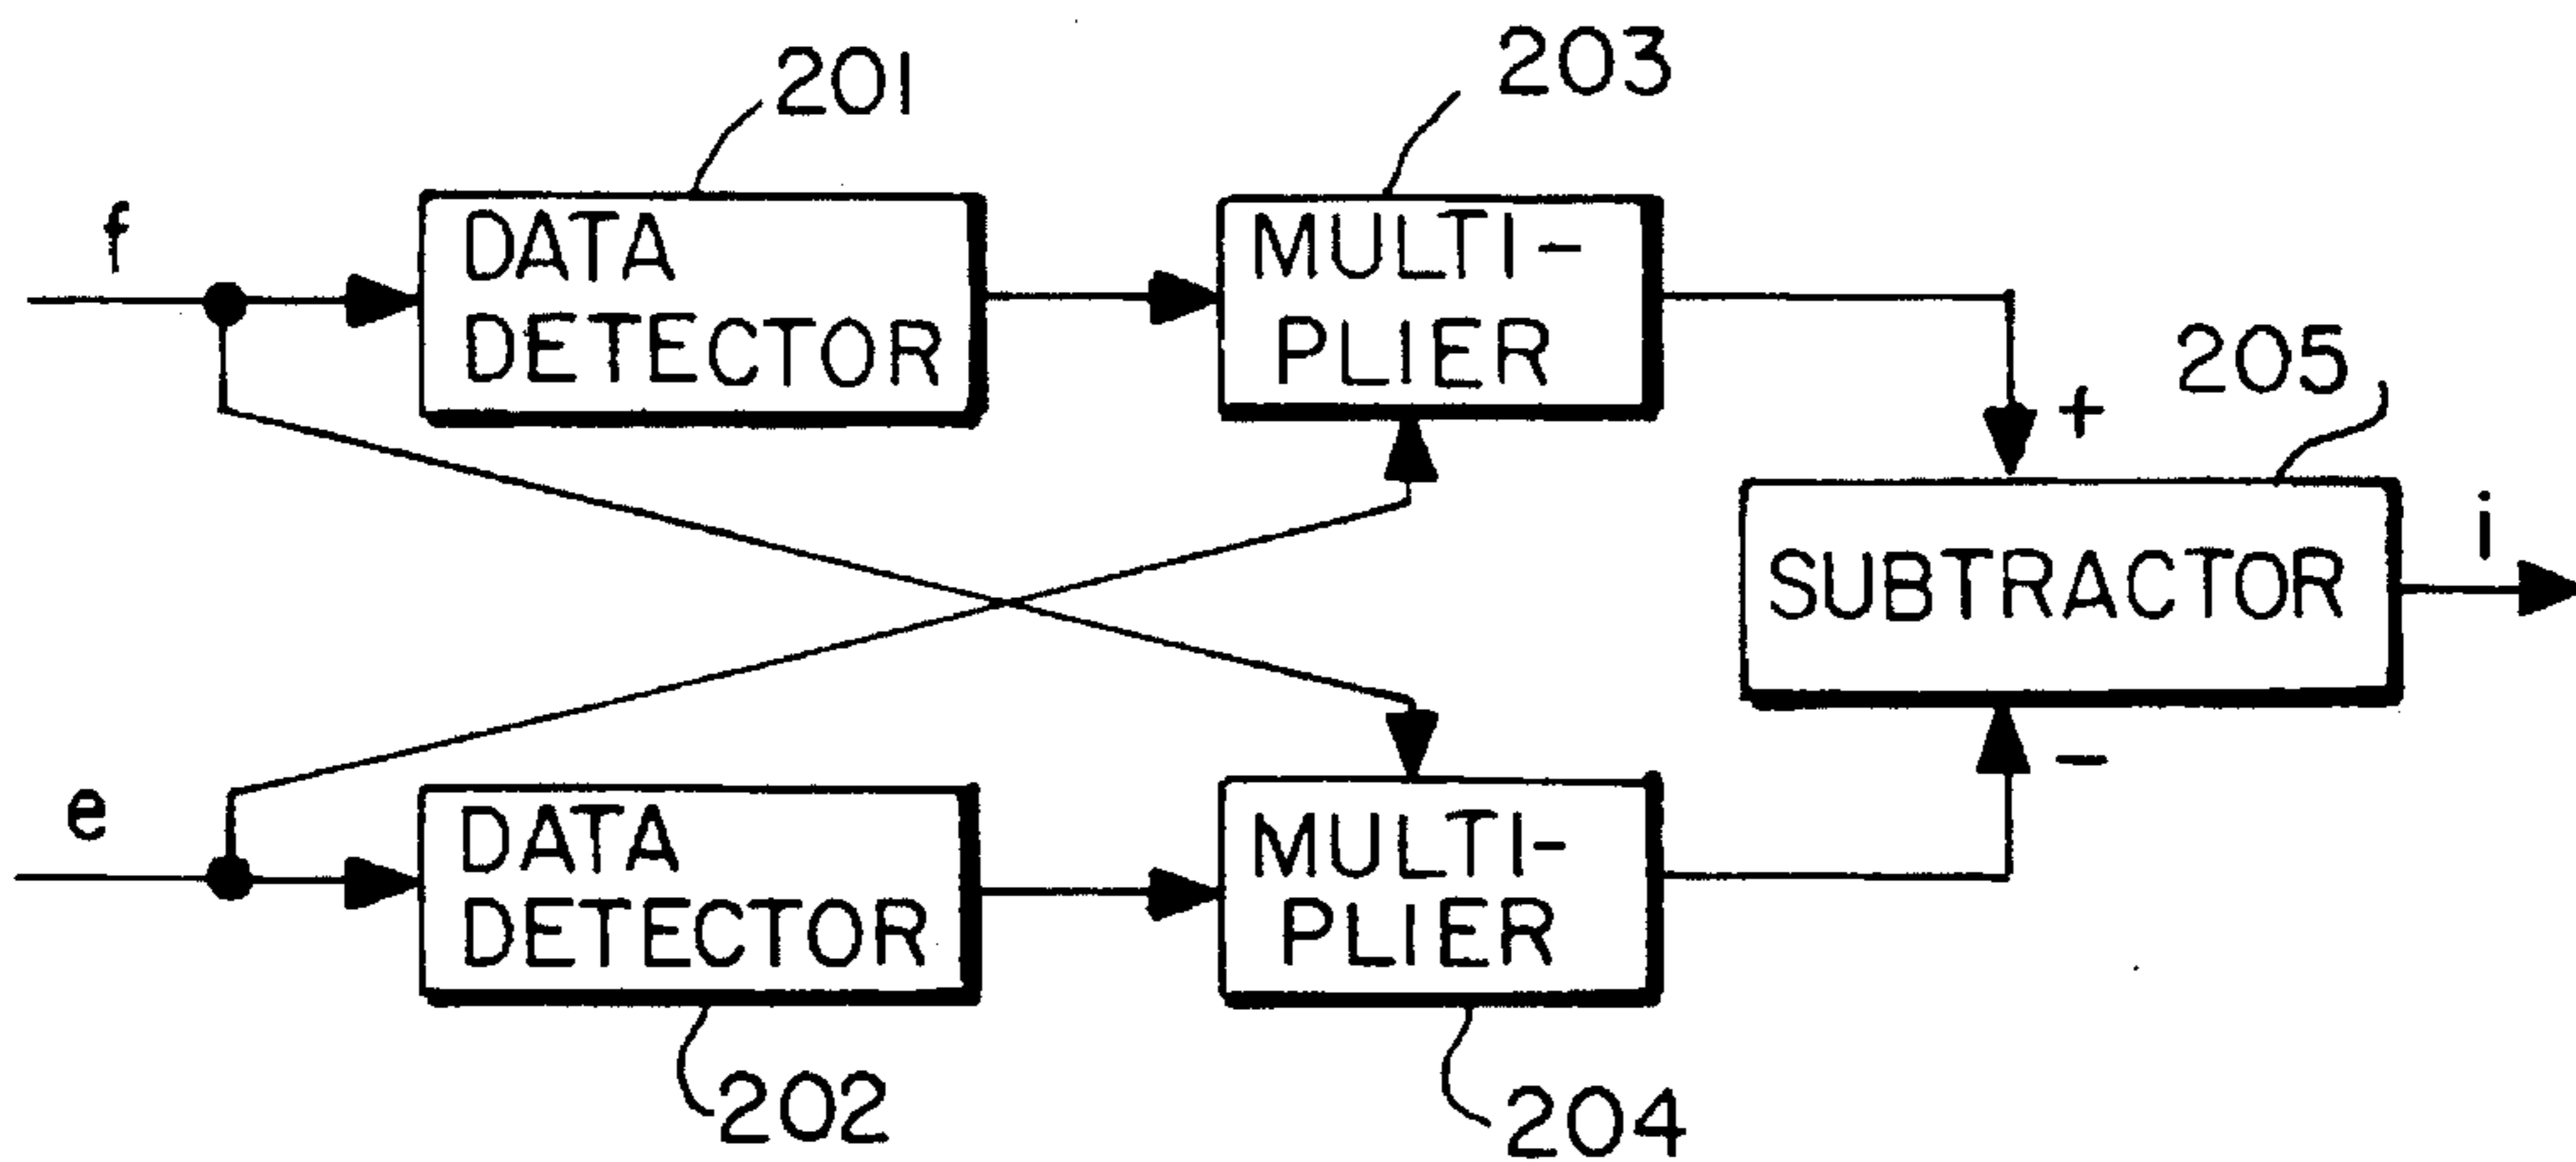 201
203
f
DATA
DETECTOR
MULTI-
PLIER
205
+
SUBTRACTOR
i
e
DATA
DETECTOR
MULTI-
PLIER
−
202
204